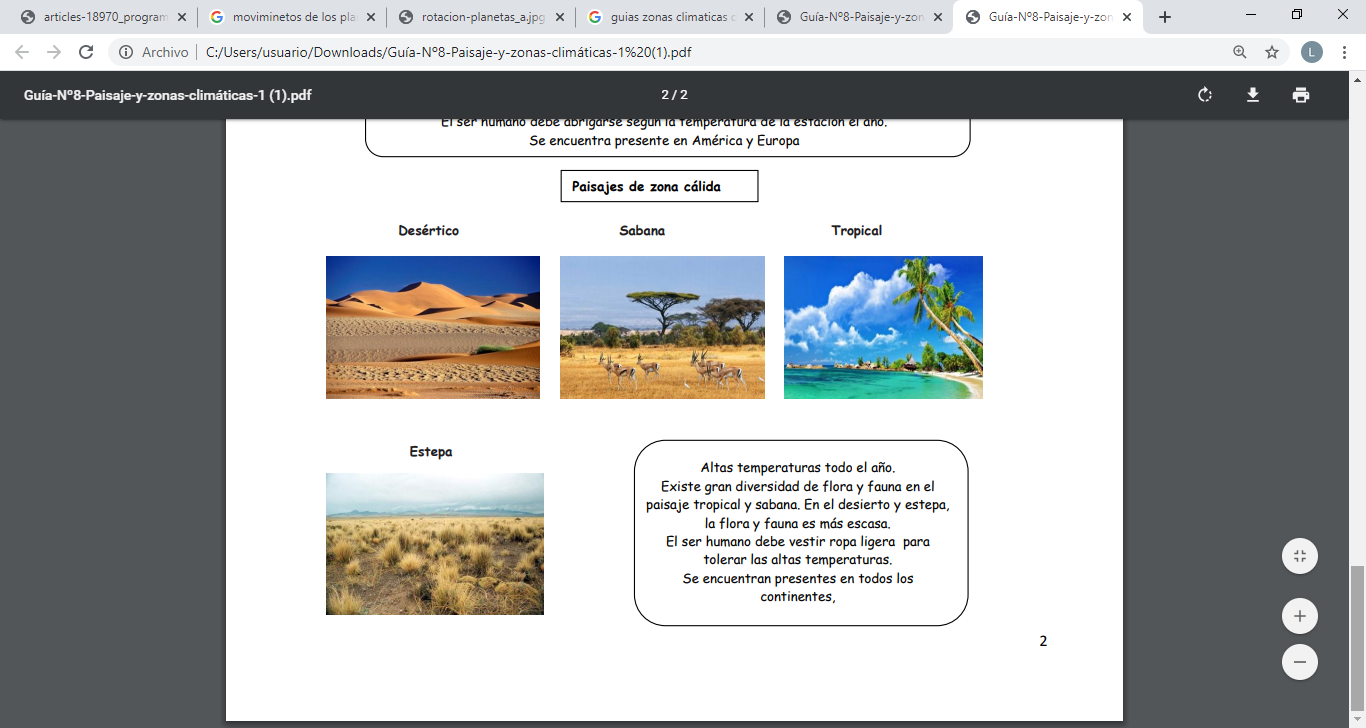 articles-18970_program
moviminetos de los pla
rotacion-planetas_a.jpg
guias zonas climaticas
Guía-Nº8-Paisaje-y-zon
Guía-Nº8-Paisaje-y-zon
Archivo
C:/Users/usuario/Downloads/Guía-Nº8-Paisaje-y-zonas-climáticas-1%20(1).pdf
L
Guía-Nº8-Paisaje-y-zonas-climáticas-1 (1).pdf
2 / 2
El ser humano debe abrigarse según la temperatura de la estación el año.
Se encuentra presente en América y Europa
Paisajes de zona cálida
Desértico
Sabana
Tropical
Estepa
Altas temperaturas todo el año.
Existe gran diversidad de flora y fauna en el
paisaje tropical y sabana. En el desierto y estepa,
la flora y fauna es más escasa.
El ser humano debe vestir ropa ligera para
tolerar las altas temperaturas.
Se encuentran presentes en todos los
continentes,
2